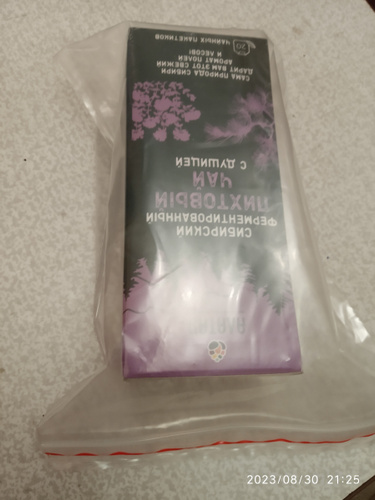 СИБИРСКИЙ
ФЕРМЕНТИРОВАННЫЙ
ПИХТОВЫЙ
ЧАЙ
С ДУШИЦЕЙ
САМА ПРИРОДА СИБИРИ
ДАРИТ ВАМ ЭТОТ СВЕЖИЙ
АРОМАТ ПОЛЕЙ
И ЛЕСОВ!
20
ЧАЙНЫХ ПАКЕТИКОВ
2023/08/30 21:25